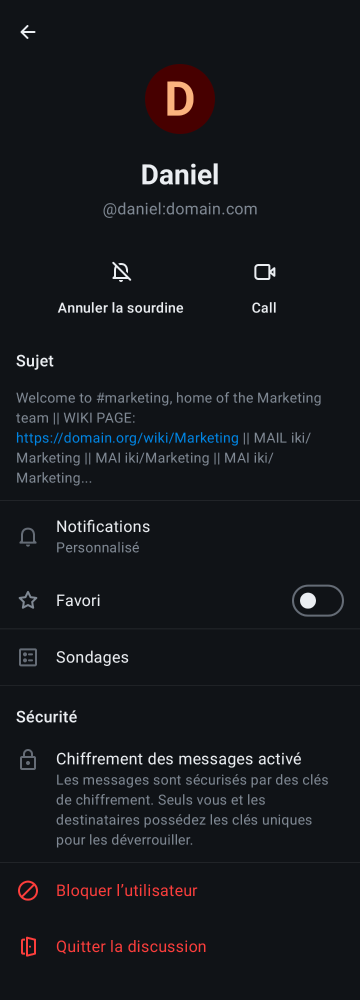 D
Daniel
@daniel:domain.com
Annuler la sourdine
Call
Sujet
Welcome to #marketing, home of the Marketing
team || WIKI PAGE:
https://domain.org/wiki/Marketing || MAIL iki/
Marketing || MAI iki/Marketing || MAI iki/
Marketing...
Notifications
Personnalisé
Favori
Sondages
Sécurité
Chiffrement des messages activé
Les messages sont sécurisés par des clés
de chiffrement. Seuls vous et les
destinataires possédez les clés uniques
pour les déverrouiller.
Bloquer l’utilisateur
Quitter la discussion